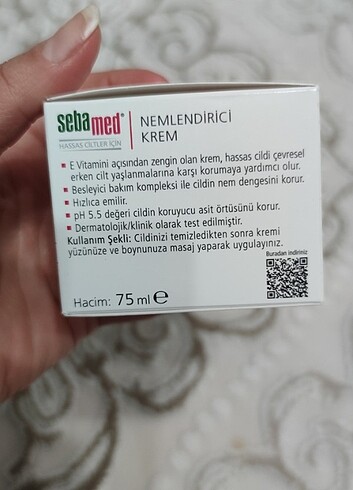 sebamed®
HASSAS CİLTLER İÇİN
NEMLENDİRİCİ
KREM
▪ E Vitamini açısından zengin olan krem, hassas cildi çevresel
erken cilt yaşlanmalarına karşı korumaya yardımcı olur.
▪ Besleyici bakım kompleksi ile cildin nem dengesini korur.
▪ Hızlıca emilir.
▪ pH 5.5 değeri cildin koruyucu asit örtüsünü korur.
▪ Dermatolojik/klinik olarak test edilmiştir.
Kullanım Şekli: Cildinizi temizledikten sonra kremi
yüzünüze ve boynunuza masaj yaparak uygulayınız.
Buradan indiriniz
Hacim: 75 ml ℮